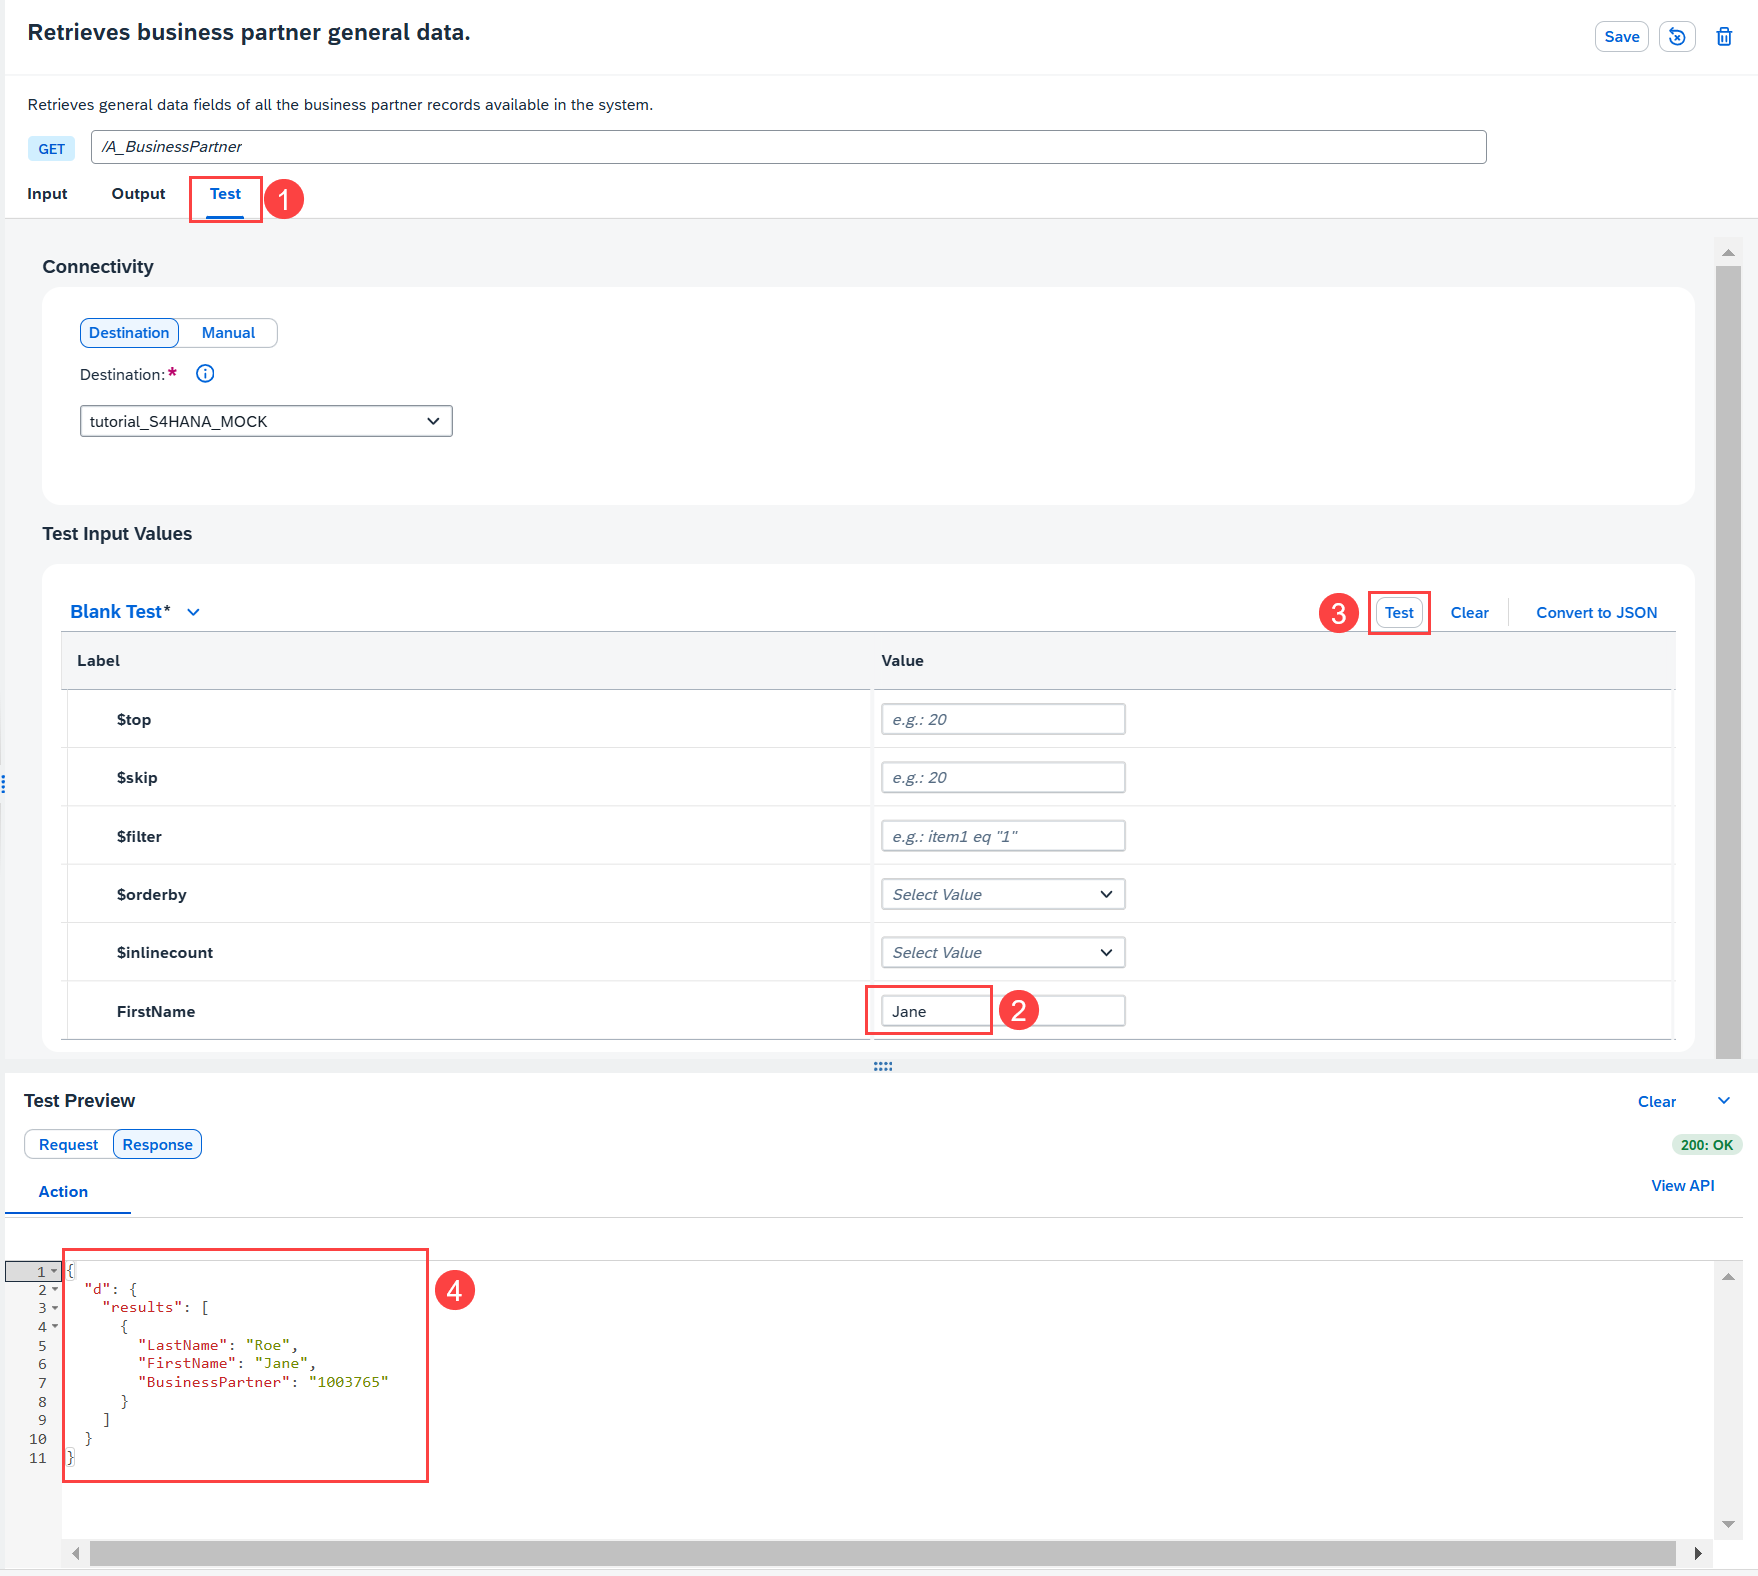 Retrieves business partner general data.
Save
Retrieves general data fields of all the business partner records available in the system.
GET /A_BusinessPartner
Input Output Test 1
Connectivity
Destination Manual
Destination:*
tutorial_S4HANA_MOCK
Test Input Values
Blank Test* 3 Test Clear Convert to JSON
Label Value
$top e.g.: 20
$skip e.g.: 20
$filter e.g.: item1 eq "1"
$orderby Select Value
$inlinecount Select Value
FirstName Jane 2
Test Preview Clear
Request Response 200: OK
Action View API
1 {
2 "d": { 4
3 "results": [
4 {
5 "LastName": "Roe",
6 "FirstName": "Jane",
7 "BusinessPartner": "1003765"
8 }
9 ]
10 }
11 }